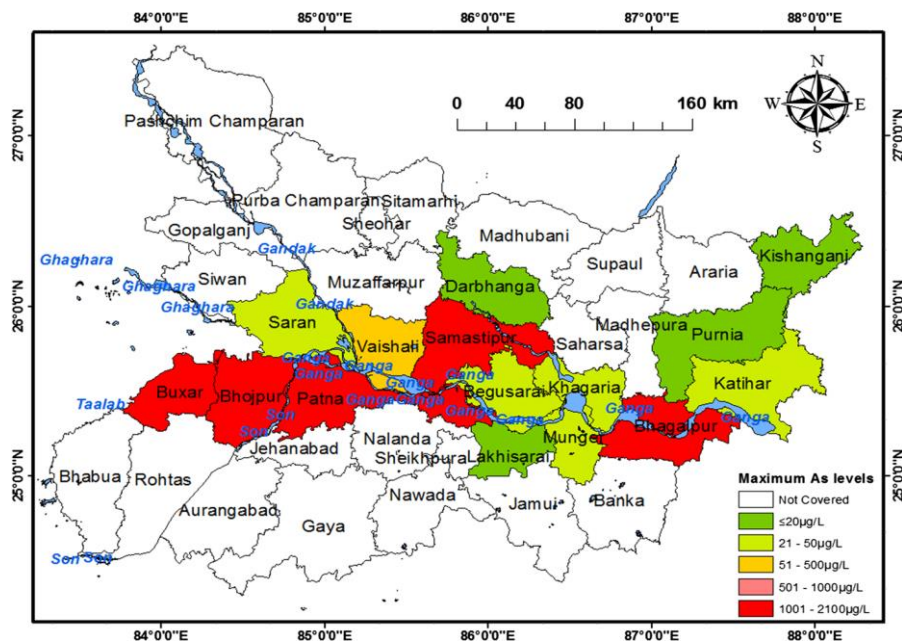 84°0'0"E 85°0'0"E 86°0'0"E 87°0'0"E 88°0'0"E
N
W E
S
0 40 80 160 km
27°0'0"N 27°0'0"N
Pashchim Champaran
Purba Champaran
Sitamarhi
Sheohar
Gopalganj
Gandak
Madhubani
Ghaghara
Siwan
Muzaffarpur
Supaul
Araria
Kishanganj
Ghaghara
Darbhanga
Ghaghara
Gandak
26°0'0"N 26°0'0"N
Saran
Madhepura
Purnia
Vaishali
Samastipur
Saharsa
Ganga
Ganga
Ganga
Ganga
Ganga
Buxar
Bhojpur
Patna
Begusarai
Khagaria
Katihar
Taalab
Ganga
Ganga
Ganga
Ganga
Ganga
Ganga
Son
Son
Bhagalpur
Munger
Jehanabad
Nalanda
Sheikhpura
Lakhisarai
25°0'0"N 25°0'0"N
Bhabua
Rohtas
Nawada
Jamui
Banka
Aurangabad
Gaya
Son Son
Maximum As levels
Not Covered
≤20µg/L
21 - 50µg/L
51 - 500µg/L
501 - 1000µg/L
1001 - 2100µg/L
84°0'0"E 85°0'0"E 86°0'0"E 87°0'0"E 88°0'0"E